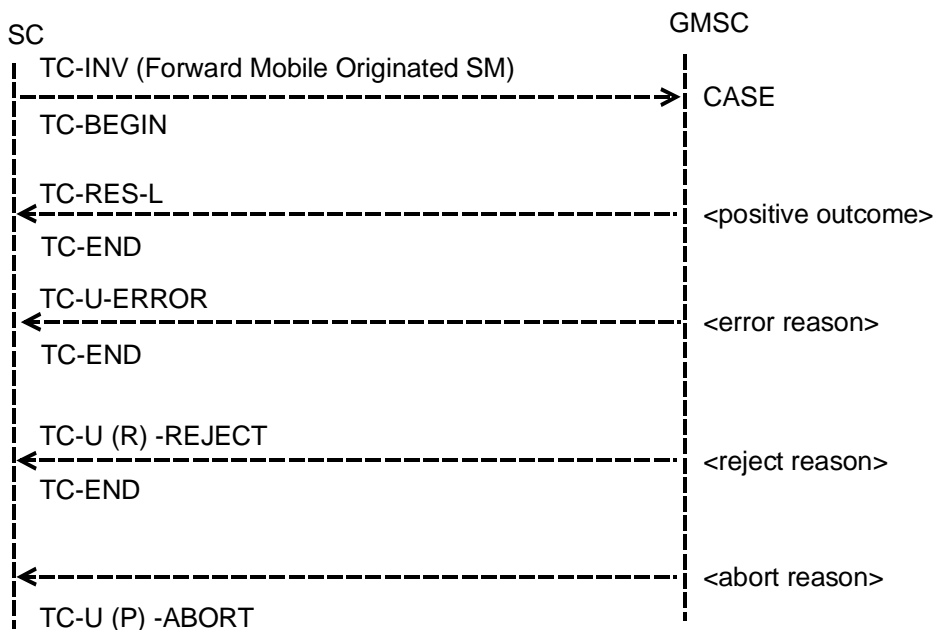 SC
GMSC
TC-INV (Forward Mobile Originated SM)
CASE
TC-BEGIN
TC-RES-L
<positive outcome>
TC-END
TC-U-ERROR
<error reason>
TC-END
TC-U (R) -REJECT
<reject reason>
TC-END
<abort reason>
TC-U (P) -ABORT